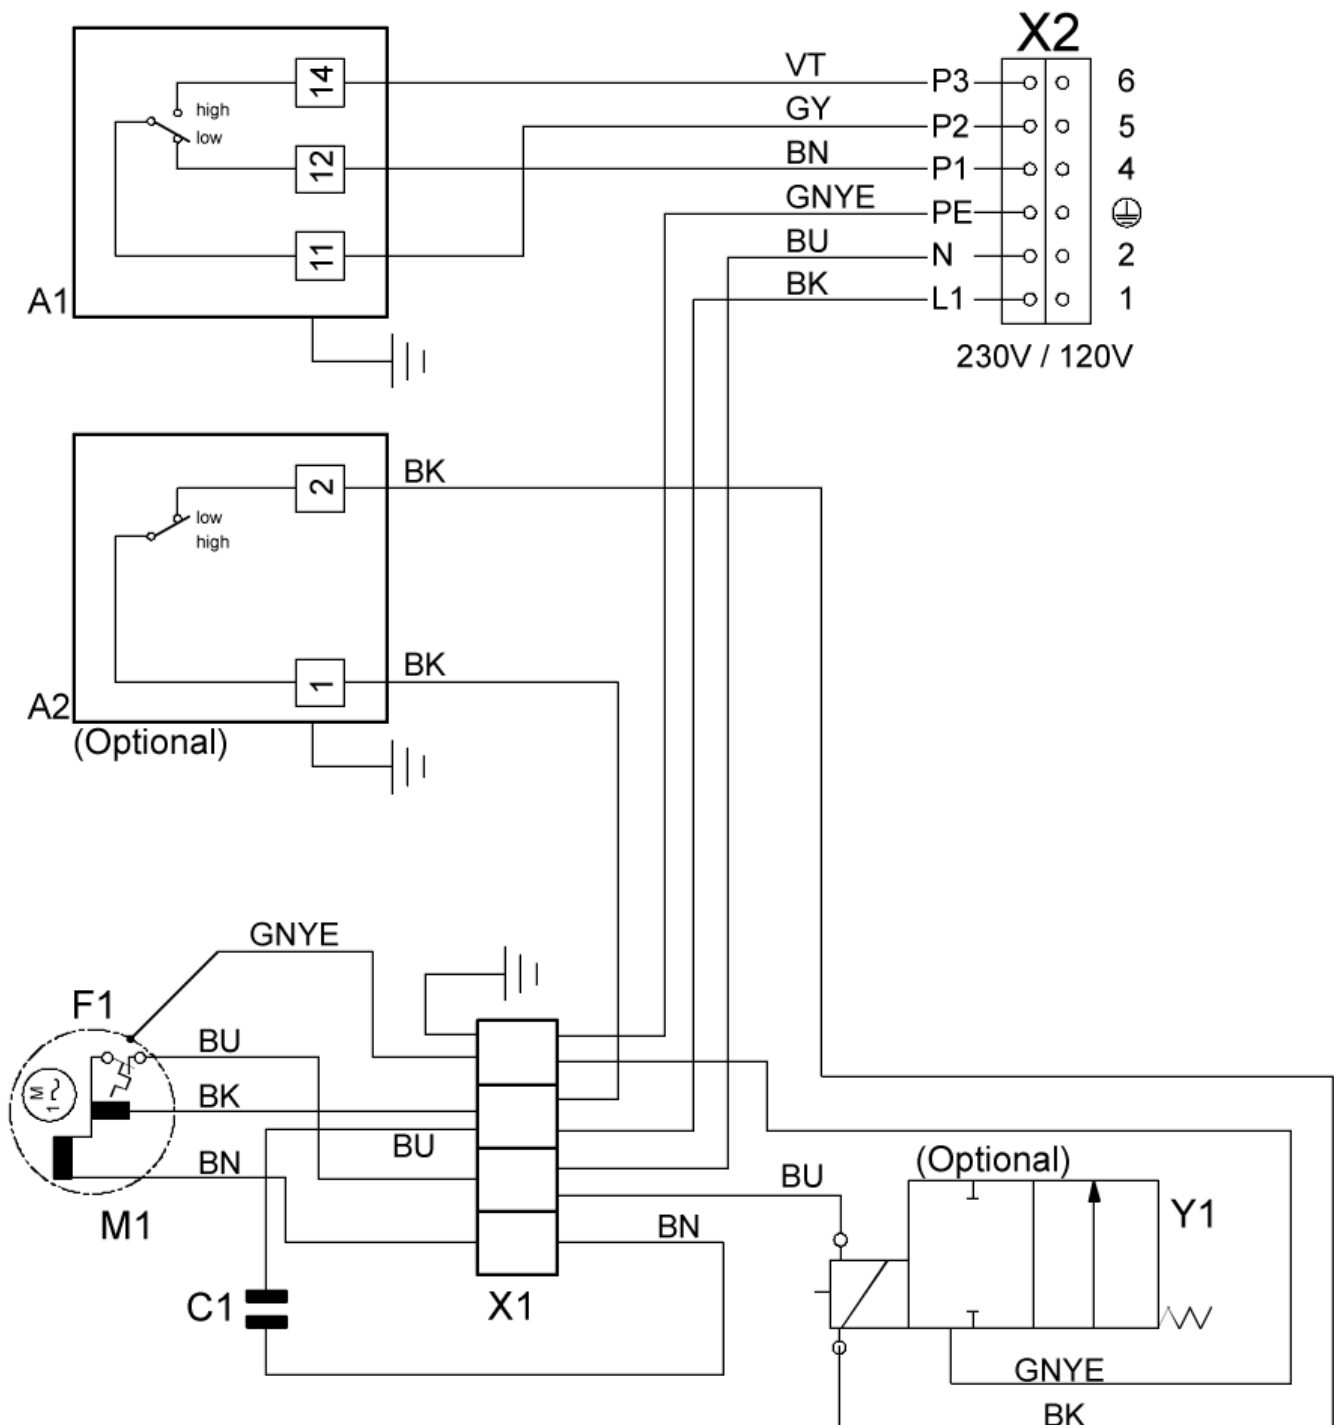 X2
14
VT
P3
6
high
low
GY
P2
5
12
BN
P1
4
GNYE
PE
11
BU
N
2
A1
BK
L1
1
230V / 120V
2
BK
low
high
1
BK
A2
(Optional)
GNYE
F1
BU
M
1~
BK
BU
BN
(Optional)
BU
M1
BN
Y1
C1
X1
GNYE
BK